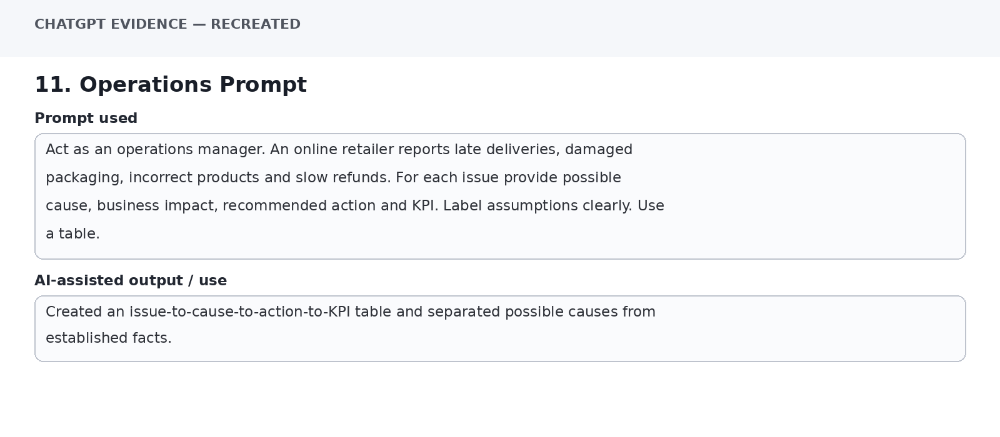 CHATGPT EVIDENCE — RECREATED
11. Operations Prompt
Prompt used
Act as an operations manager. An online retailer reports late deliveries, damaged
packaging, incorrect products and slow refunds. For each issue provide possible
cause, business impact, recommended action and KPI. Label assumptions clearly. Use
a table.
AI-assisted output / use
Created an issue-to-cause-to-action-to-KPI table and separated possible causes from
established facts.